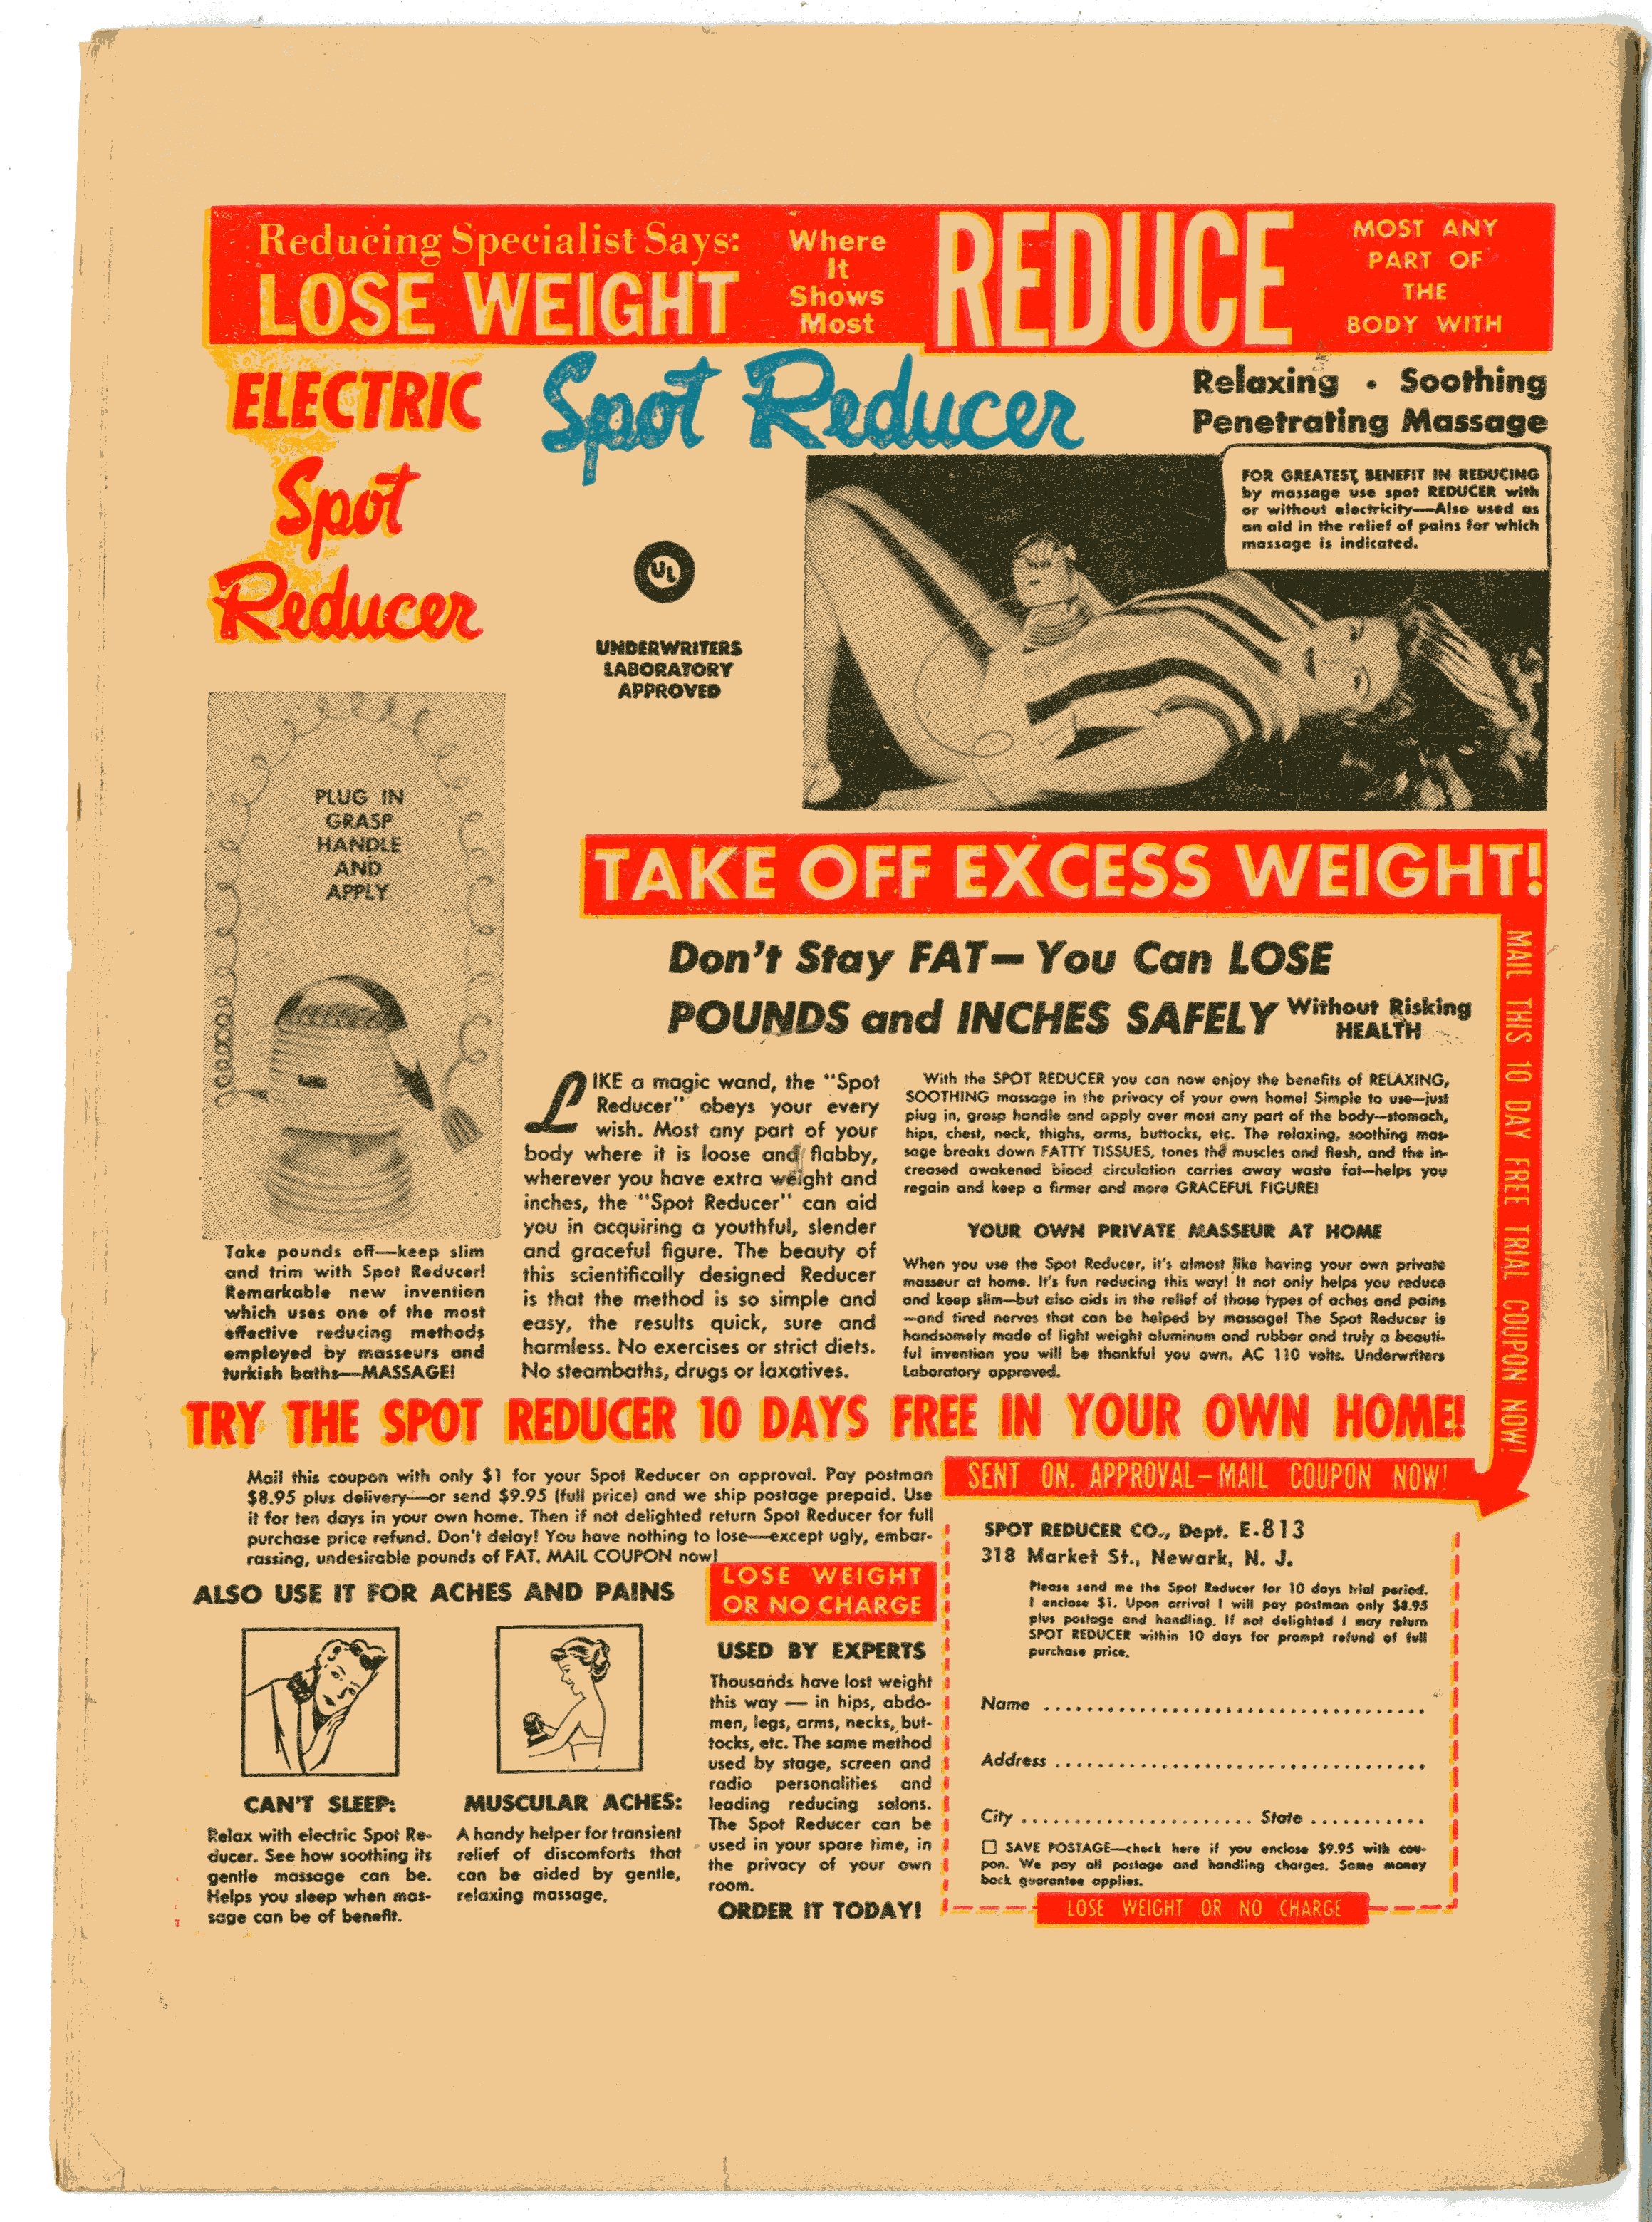 Reducing Specialist Says:
LOSE WEIGHT
Where
It
Shows
Most
REDUCE
MOST ANY
PART OF
THE
BODY WITH
ELECTRIC
Spot
Reducer
Spot Reducer
Relaxing • Soothing
Penetrating Massage
UL
UNDERWRITERS
LABORATORY
APPROVED
FOR GREATEST BENEFIT IN REDUCING
by massage use spot REDUCER with
or without electricity—Also used as
an aid in the relief of pains for which
massage is indicated.
PLUG IN
GRASP
HANDLE
AND
APPLY
Take pounds off—keep slim
and trim with Spot Reducer!
Remarkable new invention
which uses one of the most
effective reducing methods
employed by masseurs and
turkish baths—MASSAGE!
TAKE OFF EXCESS WEIGHT!
Don't Stay FAT—You Can LOSE
POUNDS and INCHES SAFELY Without Risking
HEALTH
LIKE a magic wand, the "Spot
Reducer" obeys your every
wish. Most any part of your
body where it is loose and flabby,
wherever you have extra weight and
inches, the "Spot Reducer" can aid
you in acquiring a youthful, slender
and graceful figure. The beauty of
this scientifically designed Reducer
is that the method is so simple and
easy, the results quick, sure and
harmless. No exercises or strict diets.
No steambaths, drugs or laxatives.
With the SPOT REDUCER you can now enjoy the benefits of RELAXING,
SOOTHING massage in the privacy of your own home! Simple to use—just
plug in, grasp handle and apply over most any part of the body—stomach,
hips, chest, neck, thighs, arms, buttocks, etc. The relaxing, soothing mas-
sage breaks down FATTY TISSUES, tones the muscles and flesh, and the in-
creased awakened blood circulation carries away waste fat—helps you
regain and keep a firmer and more GRACEFUL FIGURE!
YOUR OWN PRIVATE MASSEUR AT HOME
When you use the Spot Reducer, it's almost like having your own private
masseur at home. It's fun reducing this way! It not only helps you reduce
and keep slim—but also aids in the relief of those types of aches and pains
—and tired nerves that can be helped by massage! The Spot Reducer is
handsomely made of light weight aluminum and rubber and truly a beauti-
ful invention you will be thankful you own. AC 110 volts. Underwriters
Laboratory approved.
MAIL THIS 10 DAY FREE TRIAL COUPON NOW!
TRY THE SPOT REDUCER 10 DAYS FREE IN YOUR OWN HOME!
Mail this coupon with only $1 for your Spot Reducer on approval. Pay postman
$8.95 plus delivery—or send $9.95 (full price) and we ship postage prepaid. Use
it for ten days in your own home. Then if not delighted return Spot Reducer for full
purchase price refund. Don't delay! You have nothing to lose—except ugly, embar-
rassing, undesirable pounds of FAT. MAIL COUPON now!
ALSO USE IT FOR ACHES AND PAINS
CAN'T SLEEP:
Relax with electric Spot Re-
ducer. See how soothing its
gentle massage can be.
Helps you sleep when mas-
sage can be of benefit.
MUSCULAR ACHES:
A handy helper for transient
relief of discomforts that
can be aided by gentle,
relaxing massage.
LOSE WEIGHT
OR NO CHARGE
USED BY EXPERTS
Thousands have lost weight
this way — in hips, abdo-
men, legs, arms, necks, but-
tocks, etc. The same method
used by stage, screen and
radio personalities and
leading reducing salons.
The Spot Reducer can be
used in your spare time, in
the privacy of your own
room.
ORDER IT TODAY!
SENT ON APPROVAL—MAIL COUPON NOW!
SPOT REDUCER CO., Dept. E-813
318 Market St., Newark, N. J.
Please send me the Spot Reducer for 10 days trial period.
I enclose $1. Upon arrival I will pay postman only $8.95
plus postage and handling. If not delighted I may return
SPOT REDUCER within 10 days for prompt refund of full
purchase price.
Name
Address
City State
SAVE POSTAGE—check here if you enclose $9.95 with cou-
pon. We pay all postage and handling charges. Same money
back guarantee applies.
LOSE WEIGHT OR NO CHARGE